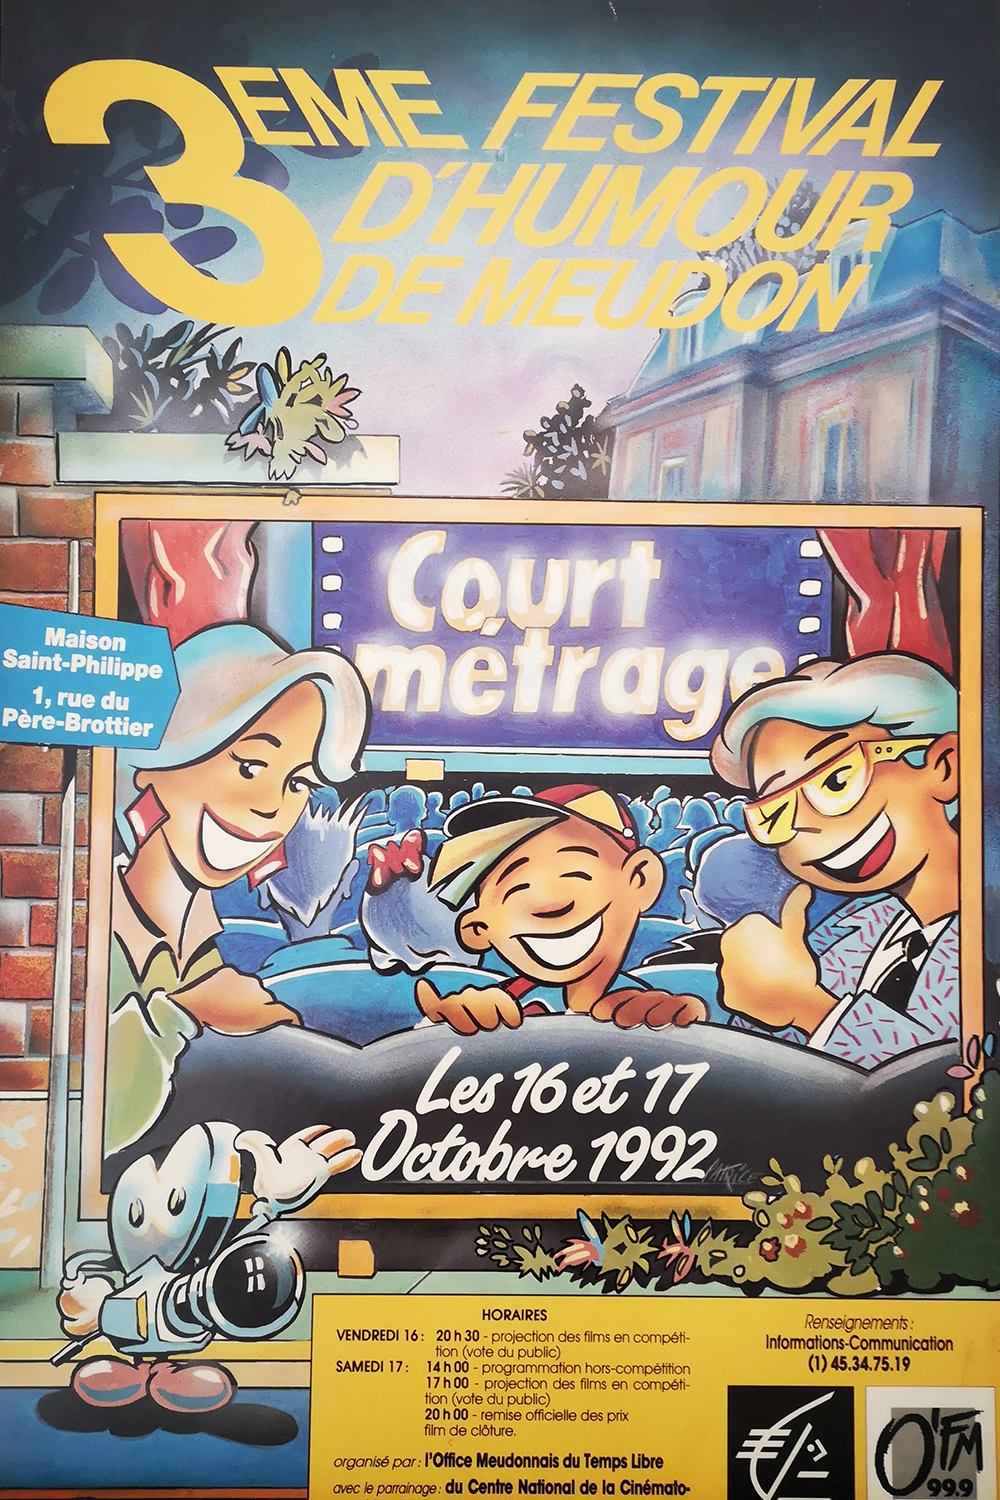 3EME FESTIVAL
D'HUMOUR
DE MEUDON
Court
métrage
Maison
Saint-Philippe
1, rue du
Père-Brottier
Les 16 et 17
Octobre 1992
PATRICE
HORAIRES
VENDREDI 16 : 20 h 30 - projection des films en compéti-
tion (vote du public)
SAMEDI 17 : 14 h 00 - programmation hors-compétition
17 h 00 - projection des films en compéti-
tion (vote du public)
20 h 00 - remise officielle des prix
film de clôture.
organisé par : l'Office Meudonnais du Temps Libre
avec le parrainage : du Centre National de la Cinémato-
Renseignements :
Informations-Communication
(1) 45.34.75.19
O'FM
99.9